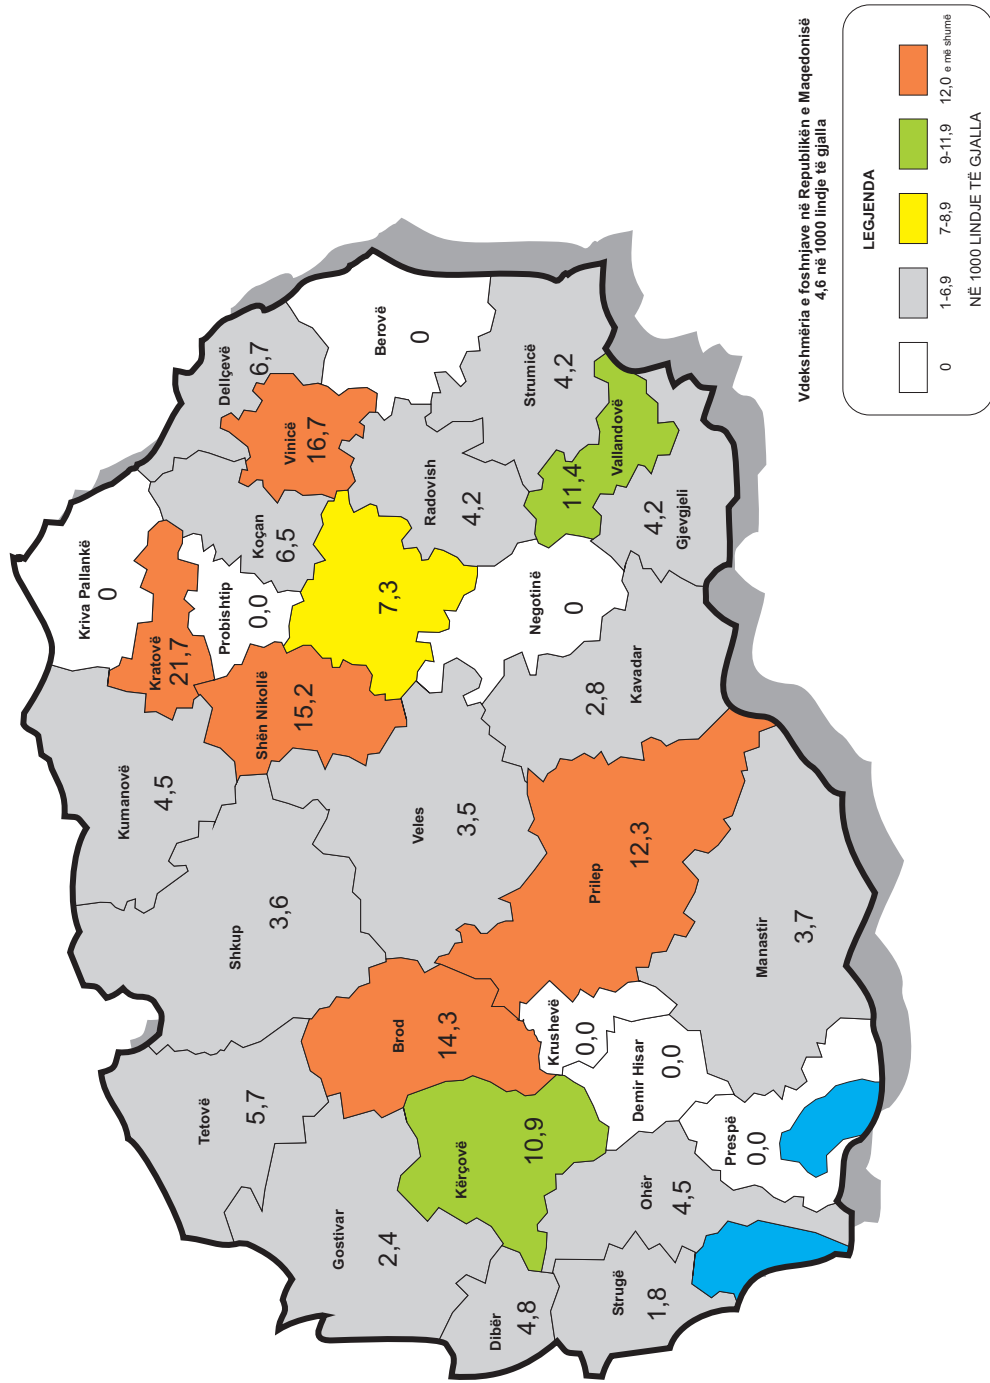 Vdekshmëria e foshnjave në Republikën e Maqedonisë
4,6 në 1000 lindje të gjalla
LEGJENDA
0
1-6,9
7-8,9
9-11,9
12,0 e më shumë
NË 1000 LINDJE TË GJALLA
Kriva Pallankë
0
Kratovë
21,7
Probishtip
0,0
Kumanovë
4,5
Shën Nikollë
15,2
Koçan
6,5
Dellçevë
6,7
Vinicë
16,7
Berovë
0
Radovish
4,2
Strumicë
4,2
7,3
Shkup
3,6
Tetovë
5,7
Gostivar
2,4
Brod
14,3
Veles
3,5
Negotinë
0
11,4
Vallandovë
4,2
Gjevgjeli
2,8
Kavadar
Prilep
12,3
Kërçovë
10,9
Dibër
4,8
Krushevë
0,0
Demir Hisar
0,0
Strugë
1,8
Ohër
4,5
Prespë
0,0
Manastir
3,7